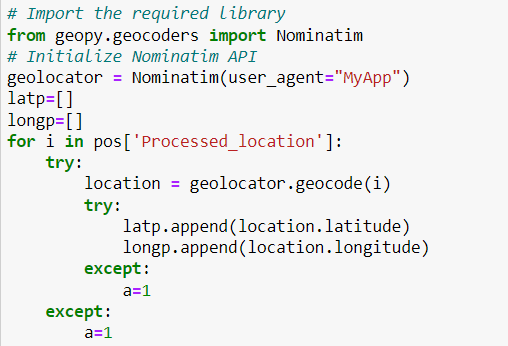 # Import the required library
from geopy.geocoders import Nominatim
# Initialize Nominatim API
geolocator = Nominatim(user_agent="MyApp")
latp=[]
longp=[]
for i in pos['Processed_location']:
    try:
        location = geolocator.geocode(i)
        try:
            latp.append(location.latitude)
            longp.append(location.longitude)
        except:
            a=1
    except:
        a=1